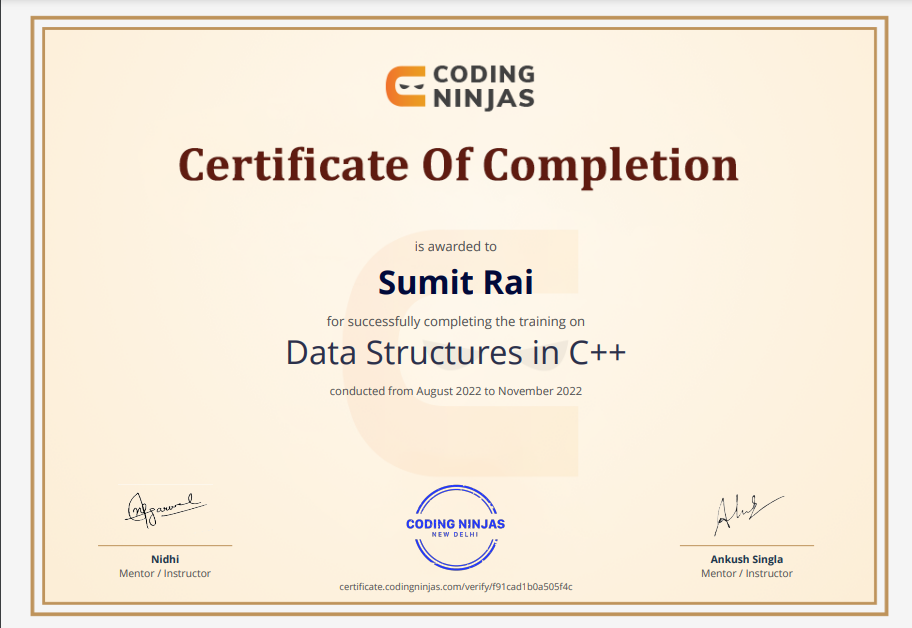 CODING
NINJAS
Certificate Of Completion
is awarded to
Sumit Rai
for successfully completing the training on
Data Structures in C++
conducted from August 2022 to November 2022
Nidhi
Mentor / Instructor
CODING NINJAS
NEW DELHI
Ankush Singla
Mentor / Instructor
certificate.codingninjas.com/verify/f91cad1b0a505f4c